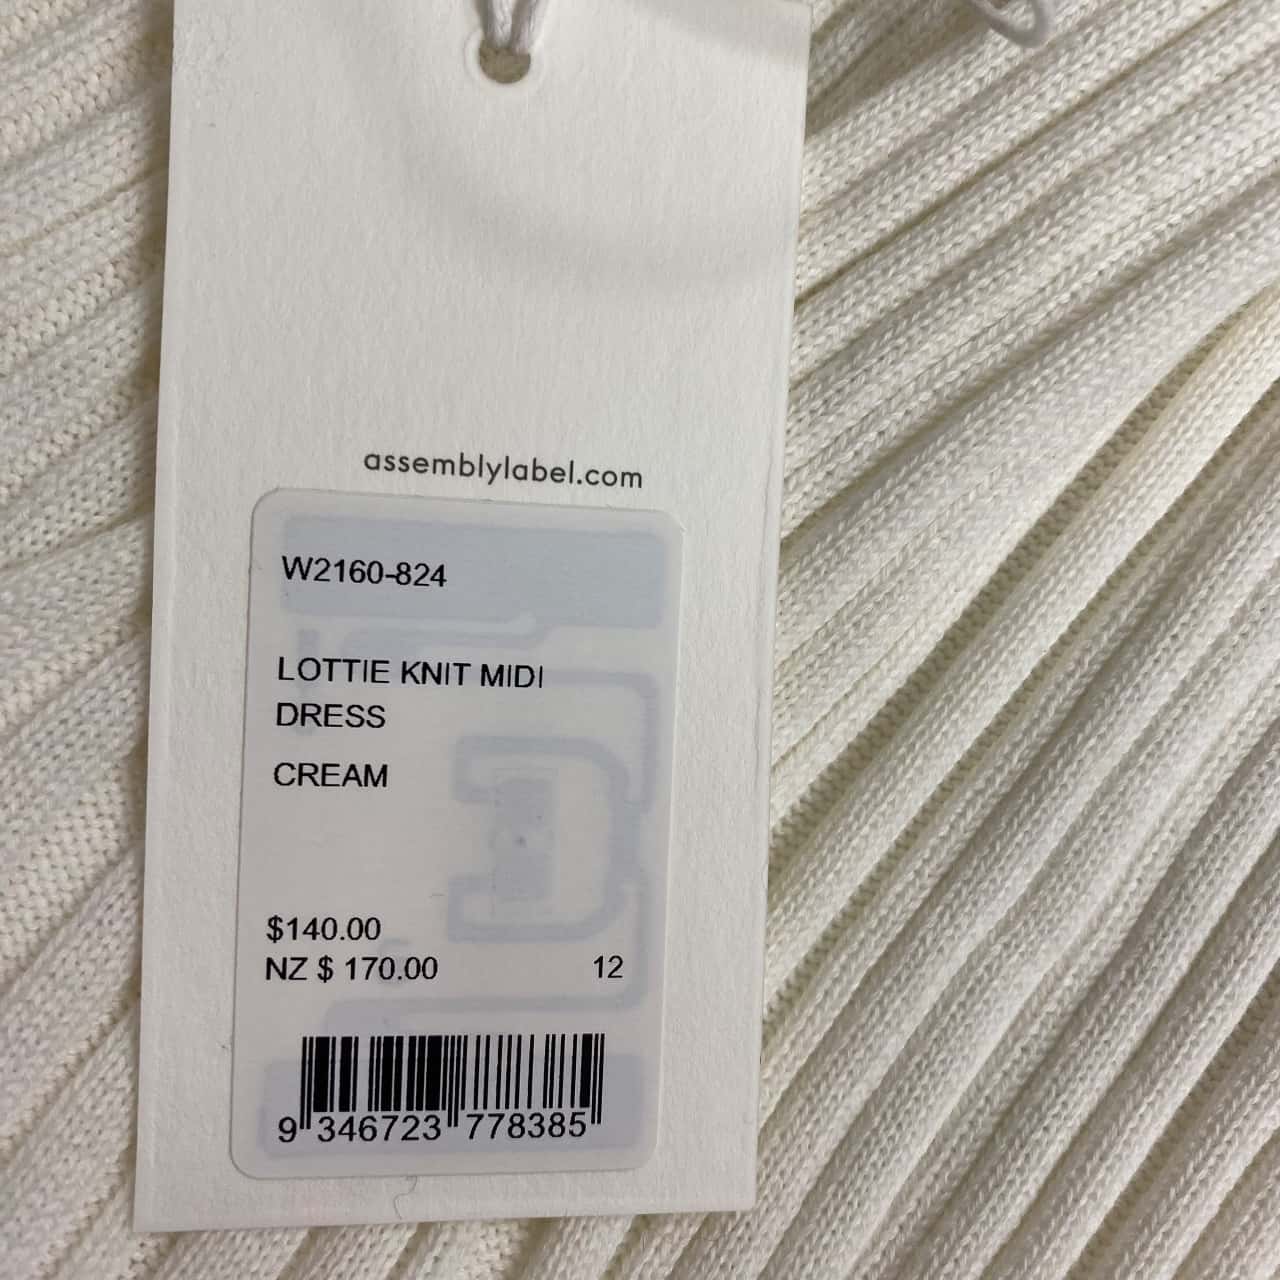 assemblylabel.com
W2160-824
LOTTIE KNIT MIDI
DRESS
CREAM
$140.00
NZ $ 170.00 12
9 346723 778385